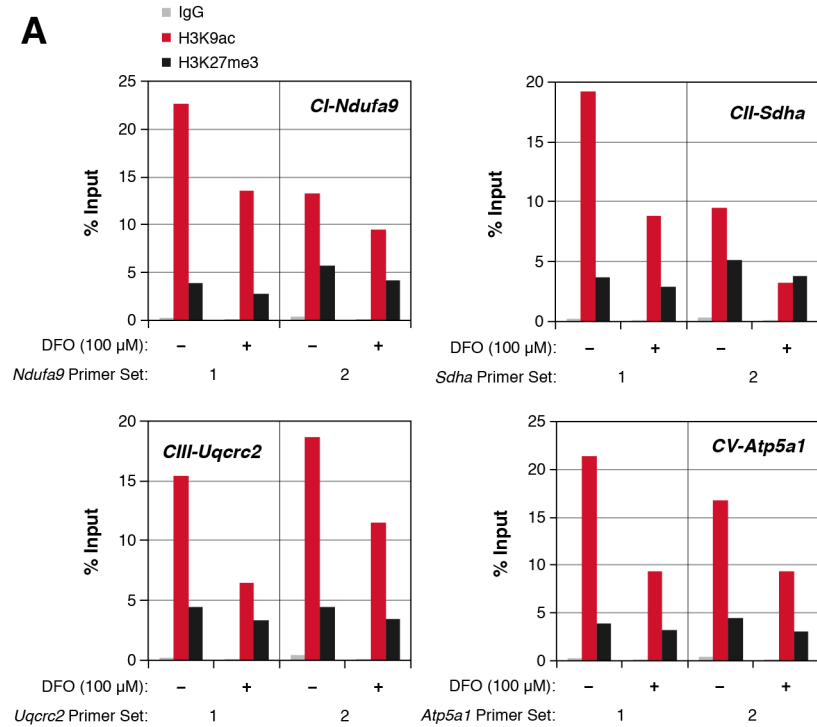 A
IgG
H3K9ac
H3K27me3
CI-Ndufa9
% Input
25
20
15
10
5
0
DFO (100 µM): – + – +
Ndufa9 Primer Set: 1 2
CII-Sdha
% Input
20
15
10
5
0
DFO (100 µM): – + – +
Sdha Primer Set: 1 2
CIII-Uqcrc2
% Input
20
15
10
5
0
DFO (100 µM): – + – +
Uqcrc2 Primer Set: 1 2
CV-Atp5a1
% Input
25
20
15
10
5
0
DFO (100 µM): – + – +
Atp5a1 Primer Set: 1 2